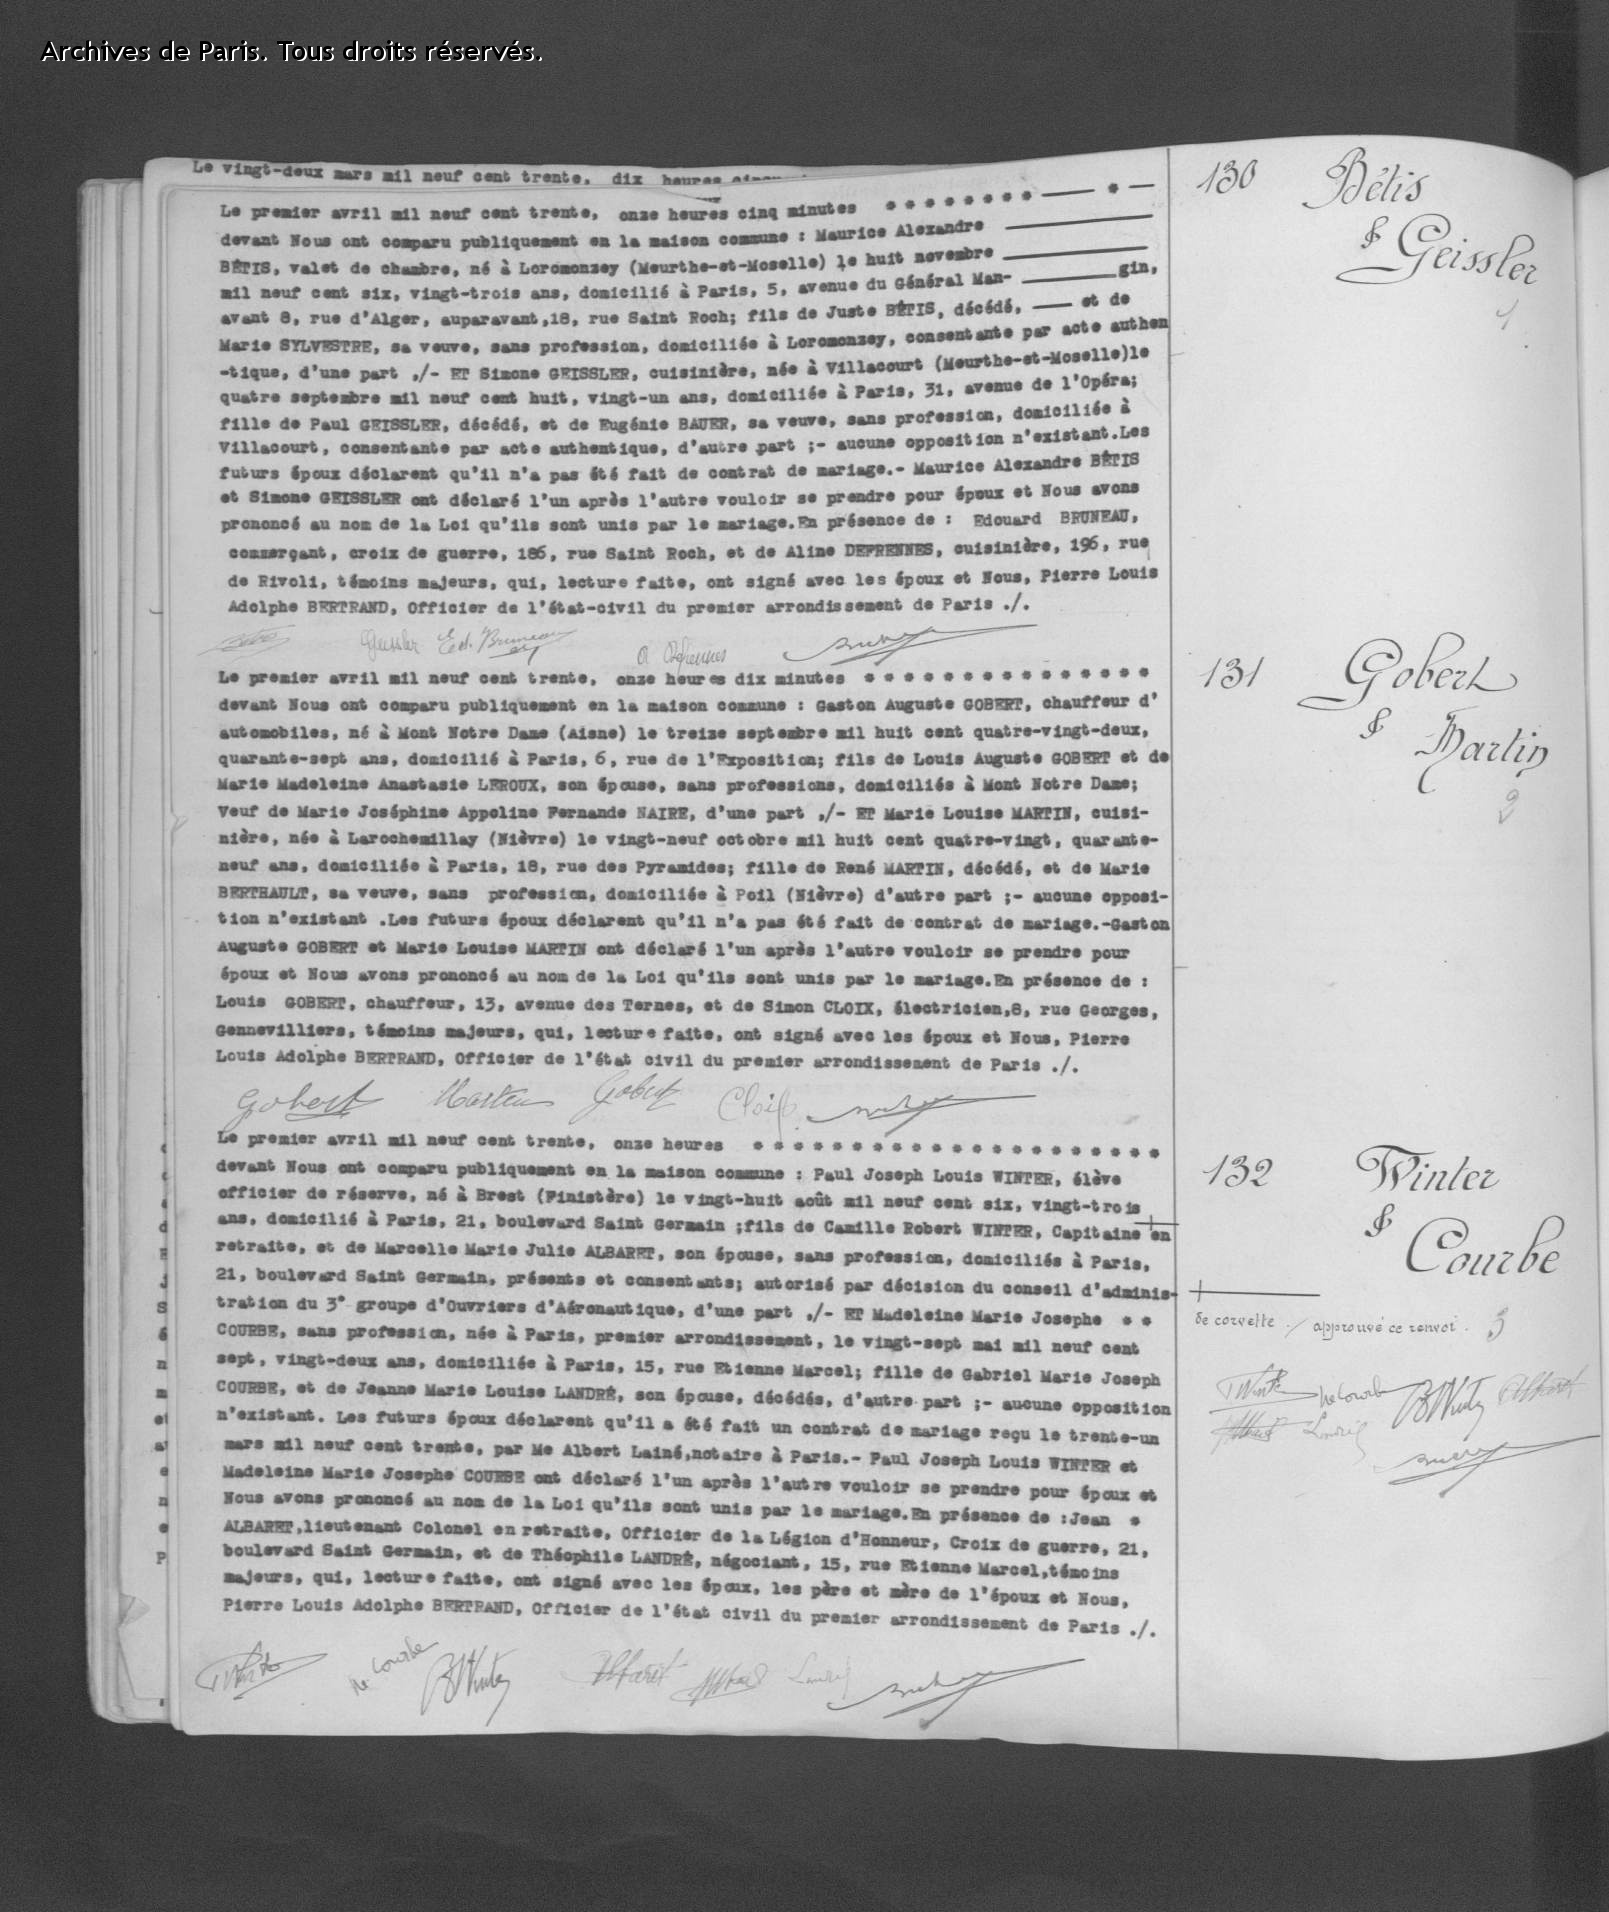 Archives de Paris. Tous droits réservés.
Le vingt-deux mars mil neuf cent trente, dix heures
Le premier avril mil neuf cent trente, onze heures cinq minutes * * * * * * * * — * —
devant Nous ont comparu publiquement en la maison commune : Maurice Alexandre
BÉTIS, valet de chambre, né à Loromonzey (Meurthe-et-Moselle) le huit novembre
mil neuf cent six, vingt-trois ans, domicilié à Paris, 5, avenue du Général Man- gin,
avant 8, rue d'Alger, auparavant,18, rue Saint Roch; fils de Juste BÉTIS, décédé, — et de
Marie SYLVESTRE, sa veuve, sans profession, domiciliée à Loromonzey, consentante par acte authen
-tique, d'une part ,/- ET Simone GEISSLER, cuisinière, née à Villacourt (Meurthe-et-Moselle)le
quatre septembre mil neuf cent huit, vingt-un ans, domiciliée à Paris, 31, avenue de l'Opéra;
fille de Paul GEISSLER, décédé, et de Eugénie BAUER, sa veuve, sans profession, domiciliée à
Villacourt, consentante par acte authentique, d'autre part ;- aucune opposition n'existant.Les
futurs époux déclarent qu'il n'a pas été fait de contrat de mariage.- Maurice Alexandre BÉTIS
et Simone GEISSLER ont déclaré l'un après l'autre vouloir se prendre pour époux et Nous avons
prononcé au nom de la Loi qu'ils sont unis par le mariage.En présence de : Edouard BRUNEAU,
commerçant, croix de guerre, 186, rue Saint Roch, et de Aline DEFRENNES, cuisinière, 196, rue
de Rivoli, témoins majeurs, qui, lecture faite, ont signé avec les époux et Nous, Pierre Louis
Adolphe BERTRAND, Officier de l'état-civil du premier arrondissement de Paris ./.
Geissler Ed. Bruneau
A Defrennes
130 Bétis
& Geissler
1
Le premier avril mil neuf cent trente, onze heures dix minutes * * * * * * * * * * * * * * *
devant Nous ont comparu publiquement en la maison commune : Gaston Auguste GOBERT, chauffeur d'
automobiles, né à Mont Notre Dame (Aisne) le treize septembre mil huit cent quatre-vingt-deux,
quarante-sept ans, domicilié à Paris, 6, rue de l'Exposition; fils de Louis Auguste GOBERT et de
Marie Madeleine Anastasie LEROUX, son épouse, sans professions, domiciliés à Mont Notre Dame;
Veuf de Marie Joséphine Appoline Fernande NAIRE, d'une part ,/- ET Marie Louise MARTIN, cuisi-
nière, née à Larochemillay (Nièvre) le vingt-neuf octobre mil huit cent quatre-vingt, quarante-
neuf ans, domiciliée à Paris, 18, rue des Pyramides; fille de René MARTIN, décédé, et de Marie
BERTHAULT, sa veuve, sans profession, domiciliée à Poil (Nièvre) d'autre part ;- aucune opposi-
tion n'existant .Les futurs époux déclarent qu'il n'a pas été fait de contrat de mariage.-Gaston
Auguste GOBERT et Marie Louise MARTIN ont déclaré l'un après l'autre vouloir se prendre pour
époux et Nous avons prononcé au nom de la Loi qu'ils sont unis par le mariage.En présence de :
Louis GOBERT, chauffeur, 13, avenue des Ternes, et de Simon CLOIX, électricien,8, rue Georges,
Gennevilliers, témoins majeurs, qui, lecture faite, ont signé avec les époux et Nous, Pierre
Louis Adolphe BERTRAND, Officier de l'état civil du premier arrondissement de Paris ./.
Gobert Martin Gobert Cloix
131 Gobert
& Martin
2
Le premier avril mil neuf cent trente, onze heures * * * * * * * * * * * * * * * * * * * * *
devant Nous ont comparu publiquement en la maison commune : Paul Joseph Louis WINTER, élève
officier de réserve, né à Brest (Finistère) le vingt-huit août mil neuf cent six, vingt-trois
ans, domicilié à Paris, 21, boulevard Saint Germain ;fils de Camille Robert WINTER, Capitaine en
retraite, et de Marcelle Marie Julie ALBARET, son épouse, sans profession, domiciliés à Paris,
21, boulevard Saint Germain, présents et consentants; autorisé par décision du conseil d'adminis-
tration du 3° groupe d'Ouvriers d'Aéronautique, d'une part ,/- ET Madeleine Marie Josephe * *
COURBE, sans profession, née à Paris, premier arrondissement, le vingt-sept mai mil neuf cent
sept, vingt-deux ans, domiciliée à Paris, 15, rue Etienne Marcel; fille de Gabriel Marie Joseph
COURBE, et de Jeanne Marie Louise LANDRÉ, son épouse, décédés, d'autre part ;- aucune opposition
n'existant. Les futurs époux déclarent qu'il a été fait un contrat de mariage reçu le trente-un
mars mil neuf cent trente, par Me Albert Lainé,notaire à Paris.- Paul Joseph Louis WINTER et
Madeleine Marie Josephe COURBE ont déclaré l'un après l'autre vouloir se prendre pour époux et
Nous avons prononcé au nom de la Loi qu'ils sont unis par le mariage.En présence de :Jean *
ALBARET,lieutenant Colonel en retraite, Officier de la Légion d'Honneur, Croix de guerre, 21,
boulevard Saint Germain, et de Théophile LANDRÉ, négociant, 15, rue Etienne Marcel,témoins
majeurs, qui, lecture faite, ont signé avec les époux, les père et mère de l'époux et Nous,
Pierre Louis Adolphe BERTRAND, Officier de l'état civil du premier arrondissement de Paris ./.
PWinter M Courbe RWinter Albaret Landré
132 Winter
& Courbe
de corvette ./ approuvé ce renvoi. 3
PWinter M Courbe RWinter Albaret
Landré